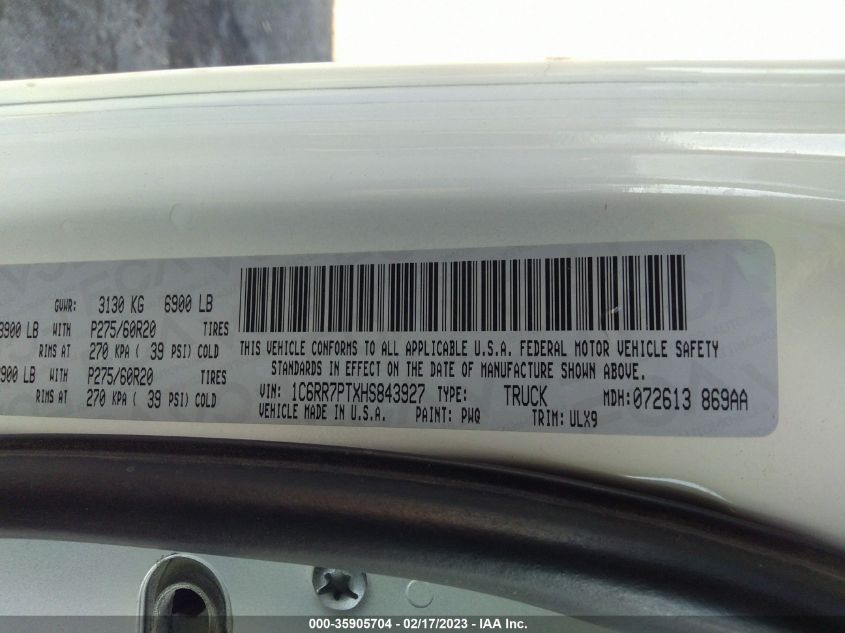 GVWR: 3130 KG 6900 LB
3900 LB WITH P275/60R20 TIRES
RIMS AT 270 KPA ( 39 PSI) COLD
900 LB WITH P275/60R20 TIRES
RIMS AT 270 KPA ( 39 PSI) COLD
THIS VEHICLE CONFORMS TO ALL APPLICABLE U.S.A. FEDERAL MOTOR VEHICLE SAFETY
STANDARDS IN EFFECT ON THE DATE OF MANUFACTURE SHOWN ABOVE.
VIN: 1C6RR7PTXHS843927 TYPE: TRUCK MDH:072613 869AA
VEHICLE MADE IN U.S.A. PAINT: PWQ TRIM: ULX9
000-35905704 - 02/17/2023 - IAA Inc.